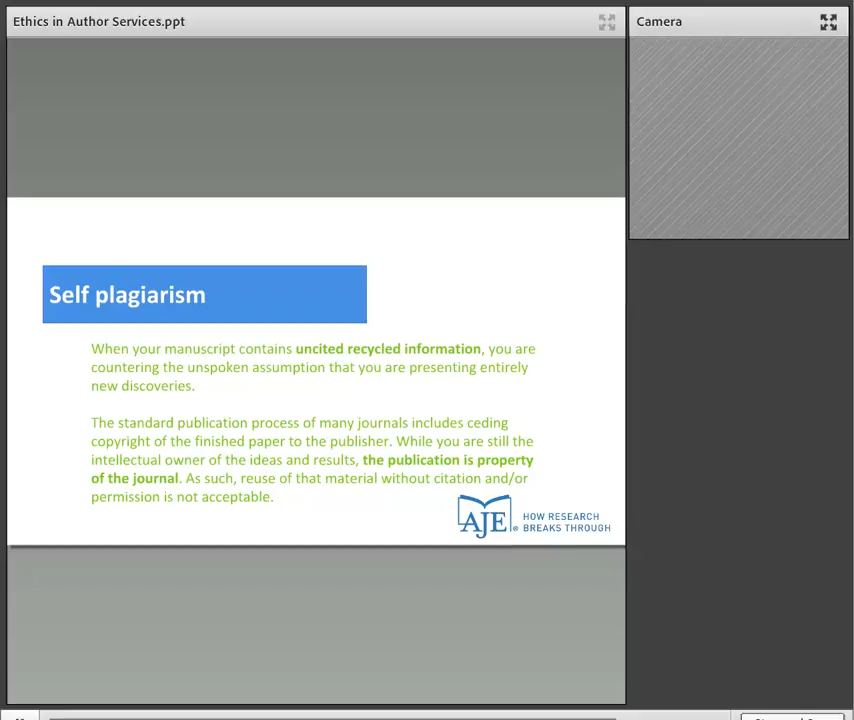 Ethics in Author Services.ppt
Camera
Self plagiarism
When your manuscript contains uncited recycled information, you are
countering the unspoken assumption that you are presenting entirely
new discoveries.
The standard publication process of many journals includes ceding
copyright of the finished paper to the publisher. While you are still the
intellectual owner of the ideas and results, the publication is property
of the journal. As such, reuse of that material without citation and/or
permission is not acceptable.
AJE®
HOW RESEARCH
BREAKS THROUGH